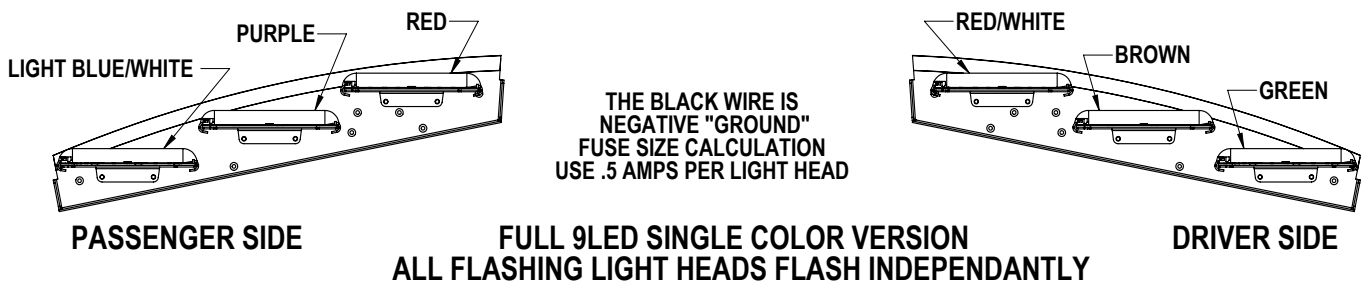 LIGHT BLUE/WHITE
PURPLE
RED
RED/WHITE
BROWN
GREEN
THE BLACK WIRE IS
NEGATIVE "GROUND"
FUSE SIZE CALCULATION
USE .5 AMPS PER LIGHT HEAD
PASSENGER SIDE
FULL 9LED SINGLE COLOR VERSION
DRIVER SIDE
ALL FLASHING LIGHT HEADS FLASH INDEPENDANTLY